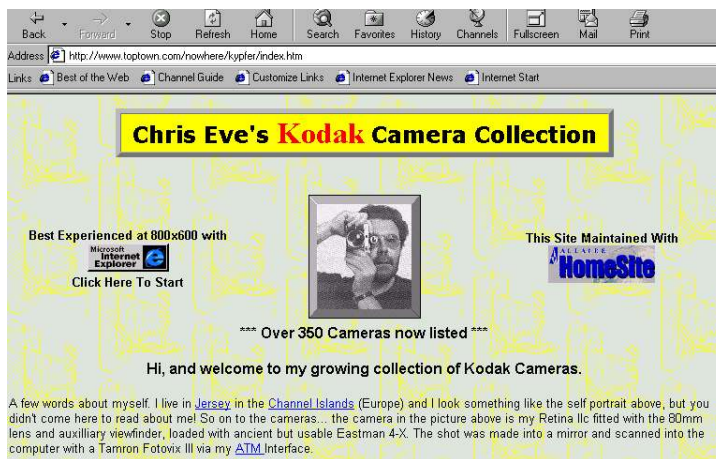 Back Forward Stop Refresh Home Search Favorites History Channels Fullscreen Mail Print
Address http://www.toptown.com/nowhere/kypfer/index.htm
Links Best of the Web Channel Guide Customize Links Internet Explorer News Internet Start
Chris Eve's Kodak Camera Collection
Best Experienced at 800x600 with
Microsoft
Internet
Explorer
Click Here To Start
This Site Maintained With
ALLAIRE
HomeSite
*** Over 350 Cameras now listed ***
Hi, and welcome to my growing collection of Kodak Cameras.
A few words about myself. I live in Jersey in the Channel Islands (Europe) and I look something like the self portrait above, but you
didn't come here to read about me! So on to the cameras... the camera in the picture above is my Retina IIc fitted with the 80mm
lens and auxilliary viewfinder, loaded with ancient but usable Eastman 4-X. The shot was made into a mirror and scanned into the
computer with a Tamron Fotovix III via my ATM Interface.